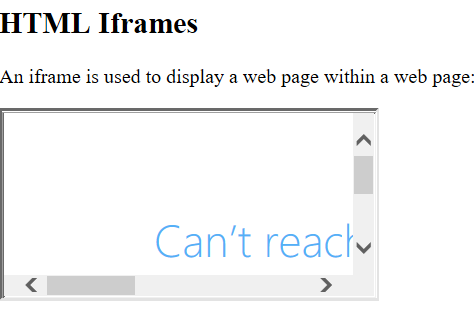 HTML Iframes
An iframe is used to display a web page within a web page:
Can't reach